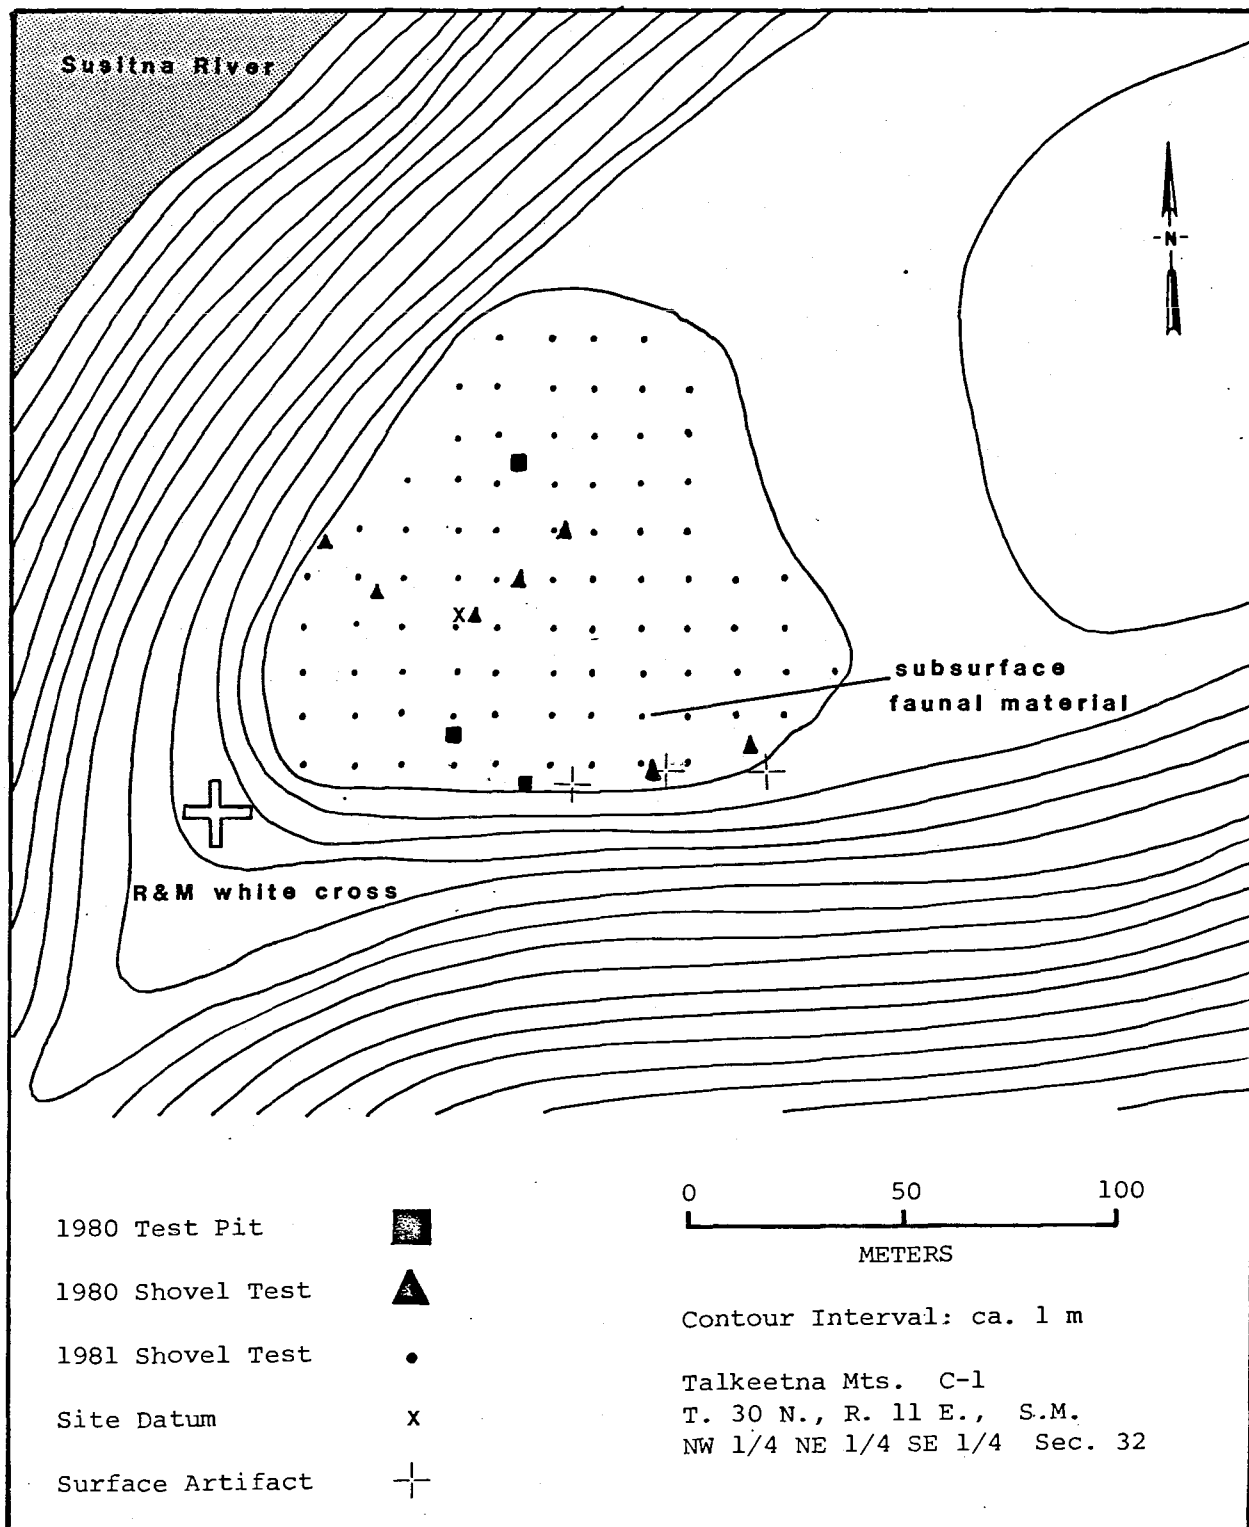 Susitna River
-N-
subsurface
faunal material
R&M white cross
0 50 100
METERS
1980 Test Pit
1980 Shovel Test
1981 Shovel Test
Site Datum x
Surface Artifact
Contour Interval: ca. 1 m
Talkeetna Mts. C-1
T. 30 N., R. 11 E., S.M.
NW 1/4 NE 1/4 SE 1/4 Sec. 32
X